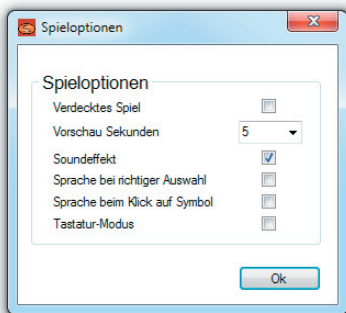 Spieloptionen
Spieloptionen
Verdecktes Spiel
Vorschau Sekunden 5
Soundeffekt
Sprache bei richtiger Auswahl
Sprache beim Klick auf Symbol
Tastatur-Modus
Ok